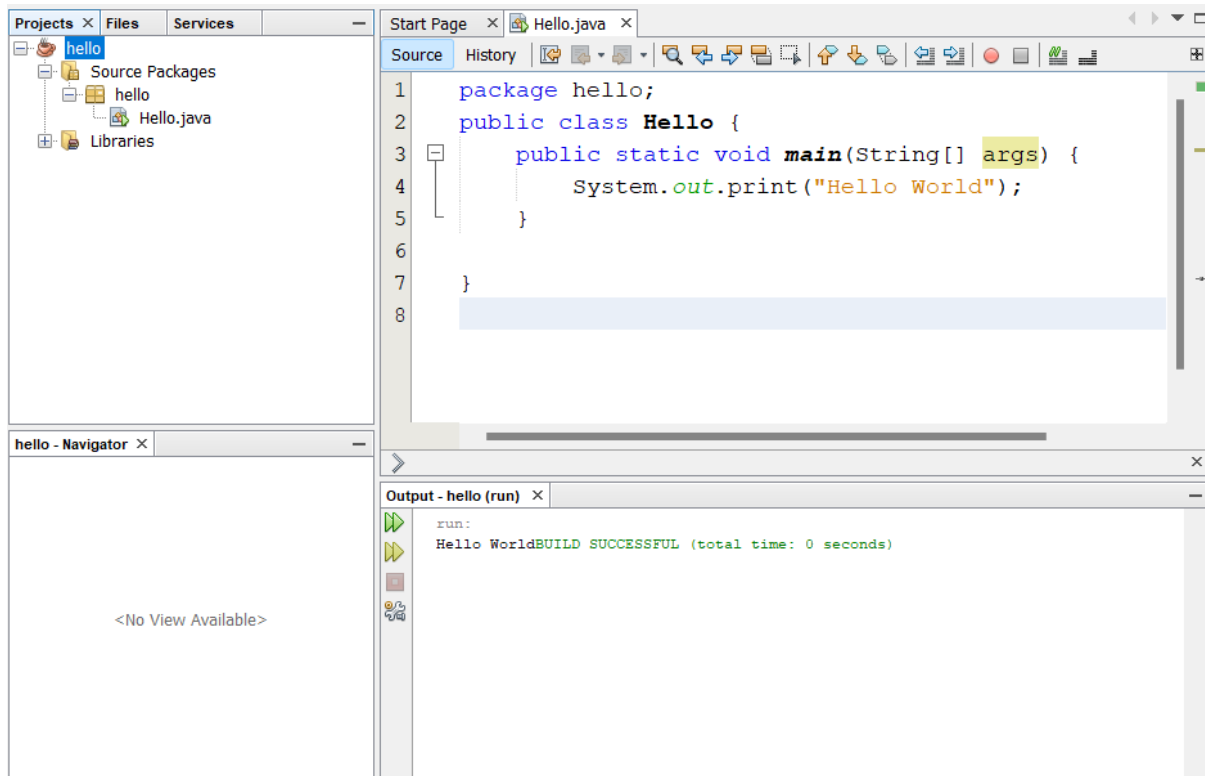 Projects Files Services
hello
Source Packages
hello
Hello.java
Libraries
hello - Navigator
<No View Available>
Start Page Hello.java
Source History
1 package hello;
2 public class Hello {
3 public static void main(String[] args) {
4 System.out.print("Hello World");
5 }
6
7 }
8
Output - hello (run)
run:
Hello WorldBUILD SUCCESSFUL (total time: 0 seconds)